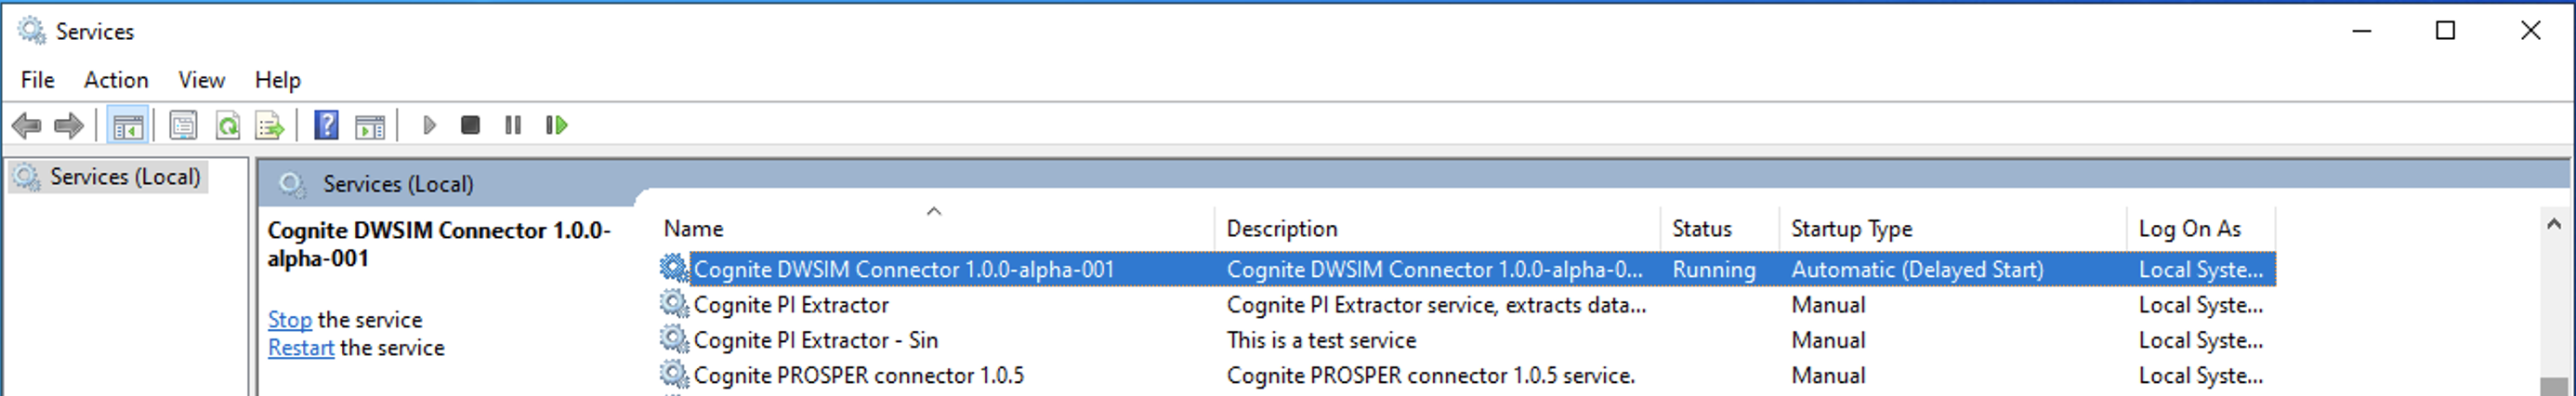 Services
File Action View Help
Services (Local)
Services (Local)
Cognite DWSIM Connector 1.0.0-
alpha-001
Stop the service
Restart the service
Name Description Status Startup Type Log On As
Cognite DWSIM Connector 1.0.0-alpha-001 Cognite DWSIM Connector 1.0.0-alpha-0... Running Automatic (Delayed Start) Local Syste...
Cognite PI Extractor Cognite PI Extractor service, extracts data... Manual Local Syste...
Cognite PI Extractor - Sin This is a test service Manual Local Syste...
Cognite PROSPER connector 1.0.5 Cognite PROSPER connector 1.0.5 service. Manual Local Syste...